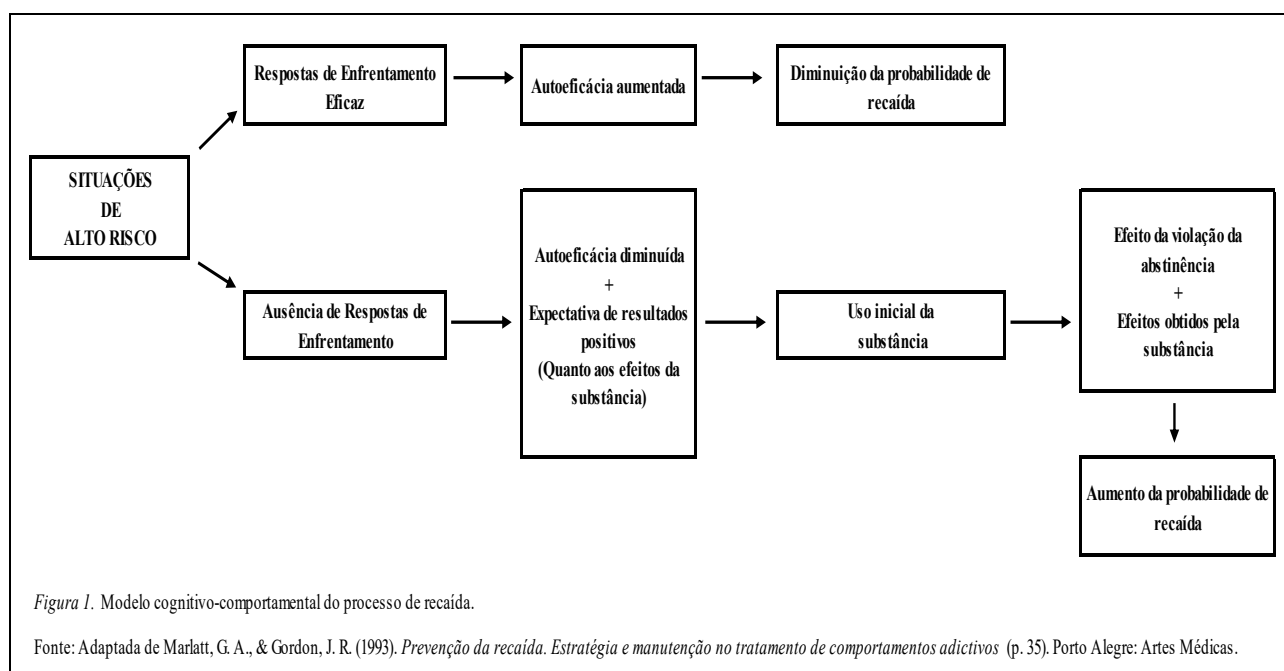 Respostas de Enfrentamento
Eficaz
Autoeficácia aumentada
Diminuição da probabilidade de
recaída
SITUAÇÕES
DE
ALTO RISCO
Ausência de Respostas de
Enfrentamento
Autoeficácia diminuída
+
Expectativa de resultados
positivos
(Quanto aos efeitos da
substância)
Uso inicial da
substância
Efeito da violação da
abstinência
+
Efeitos obtidos pela
substância
Aumento da probabilidade de
recaída
Figura 1. Modelo cognitivo-comportamental do processo de recaída.
Fonte: Adaptada de Marlatt, G. A., & Gordon, J. R. (1993). Prevenção da recaída. Estratégia e manutenção no tratamento de comportamentos adictivos (p. 35). Porto Alegre: Artes Médicas.